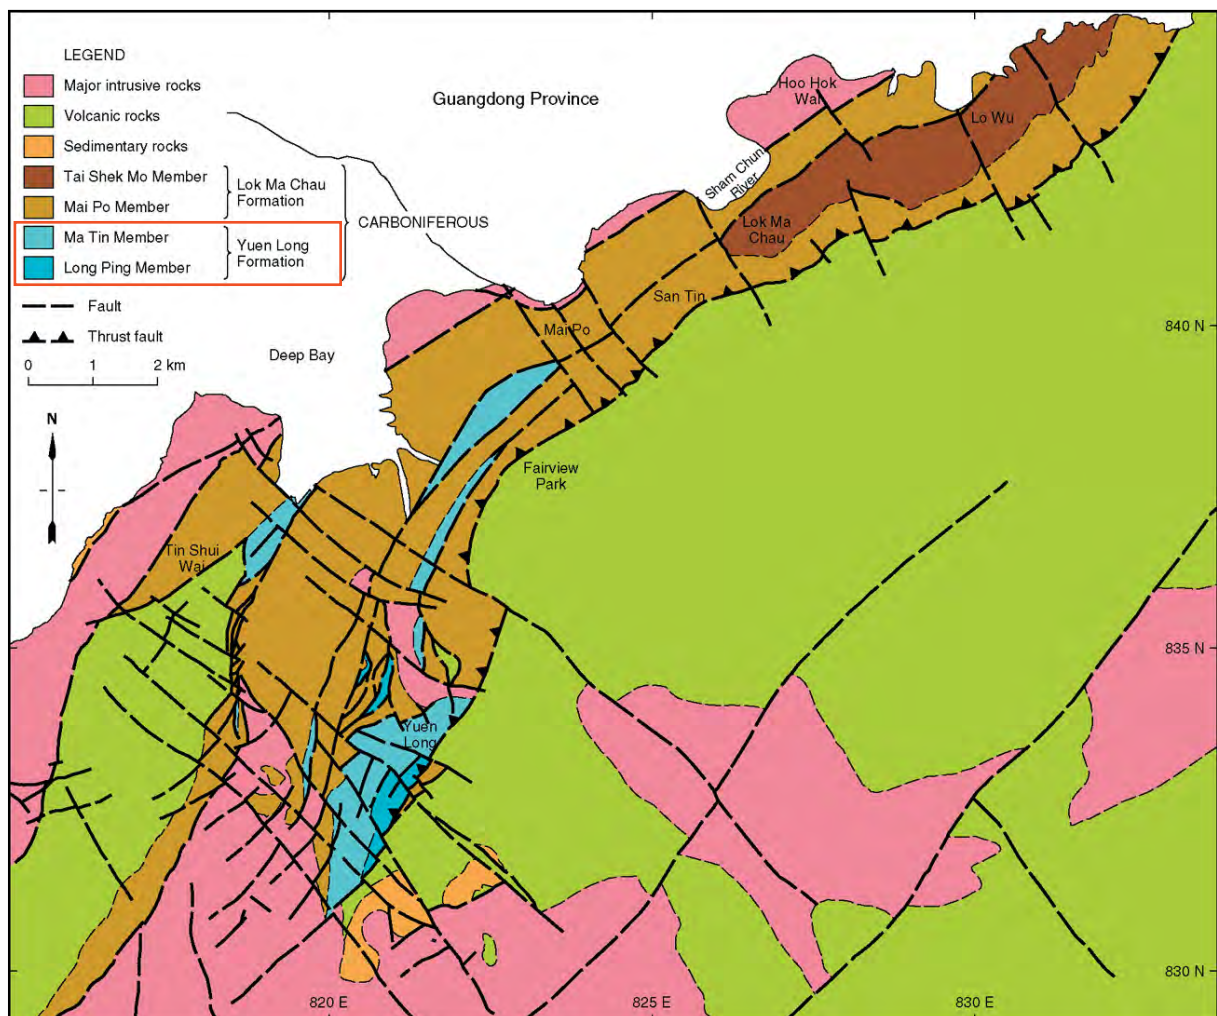 LEGEND
Major intrusive rocks
Volcanic rocks
Sedimentary rocks
Tai Shek Mo Member
Mai Po Member
Lok Ma Chau
Formation
Ma Tin Member
Long Ping Member
Yuen Long
Formation
CARBONIFEROUS
Fault
Thrust fault
0 1 2 km
N
Guangdong Province
Deep Bay
Hoo Hok
Wai
Lo Wu
Sham Chun
River
Lok Ma
Chau
San Tin
Mai Po
Fairview
Park
Tin Shui
Wai
Yuen
Long
840 N
835 N
830 N
820 E
825 E
830 E